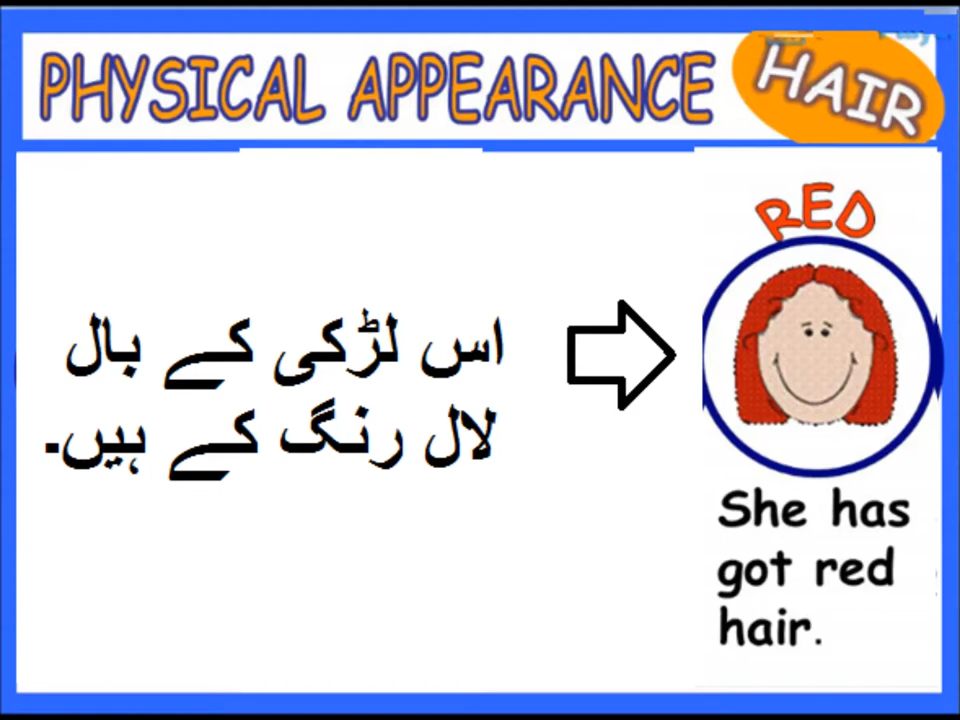 PHYSICAL APPEARANCE
HAIR
RED
اس لڑکی کے بال
لال رنگ کے ہیں۔
She has
got red
hair.